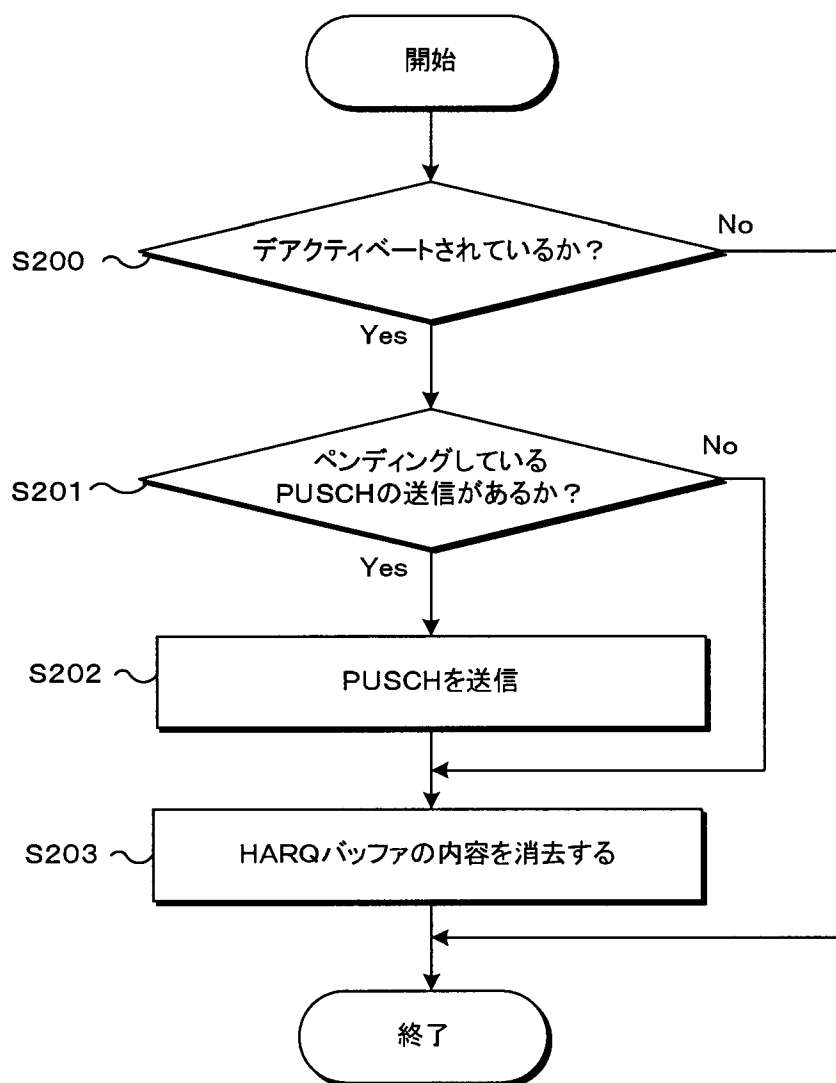 開始
No
デアクティベートされているか？
S200
Yes
No
ペンディングしている
PUSCHの送信があるか？
S201
Yes
S202
PUSCHを送信
S203
HARQバッファの内容を消去する
終了